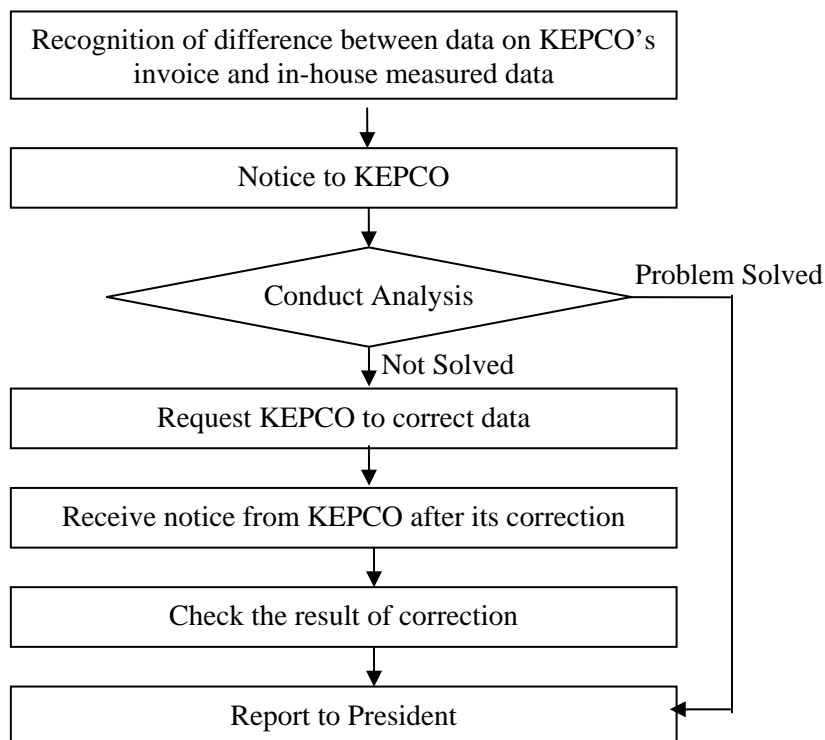 Recognition of difference between data on KEPCO’s
invoice and in-house measured data
Notice to KEPCO
Problem Solved
Conduct Analysis
Not Solved
Request KEPCO to correct data
Receive notice from KEPCO after its correction
Check the result of correction
Report to President